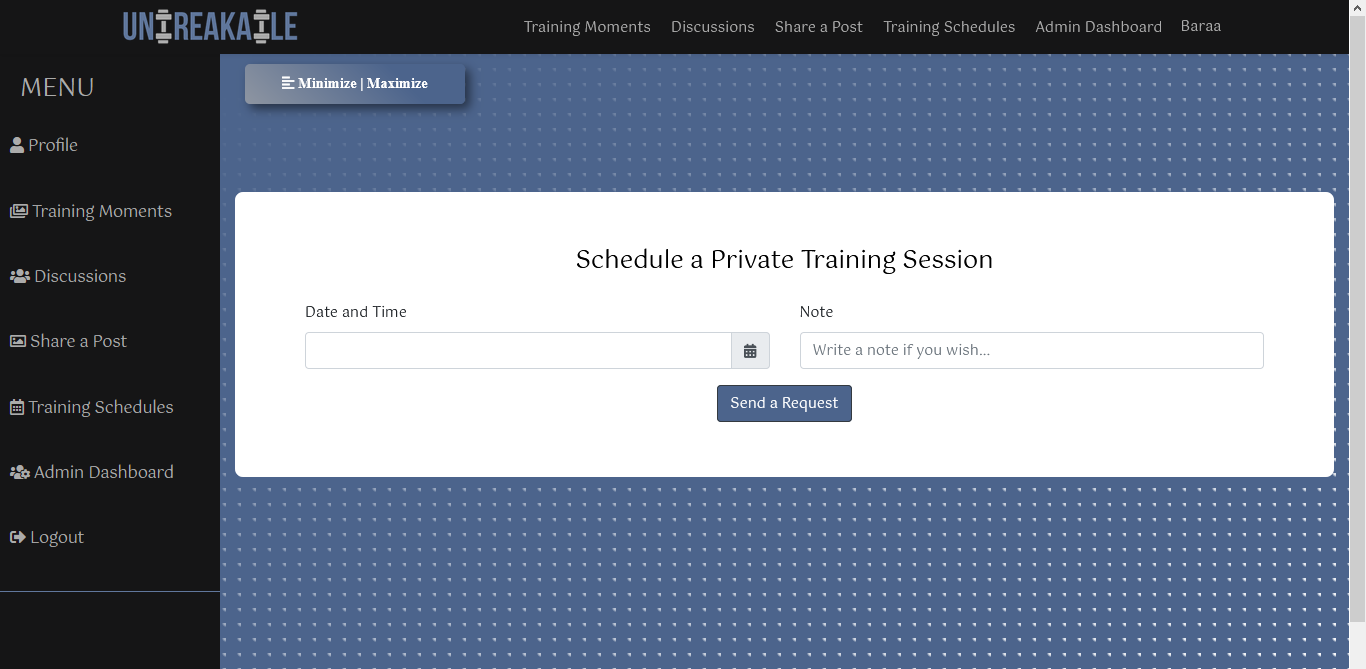 UNBREAKABLE
Training Moments Discussions Share a Post Training Schedules Admin Dashboard Baraa
MENU
Minimize | Maximize
Profile
Training Moments
Discussions
Share a Post
Training Schedules
Admin Dashboard
Logout
Schedule a Private Training Session
Date and Time Note
Write a note if you wish...
Send a Request